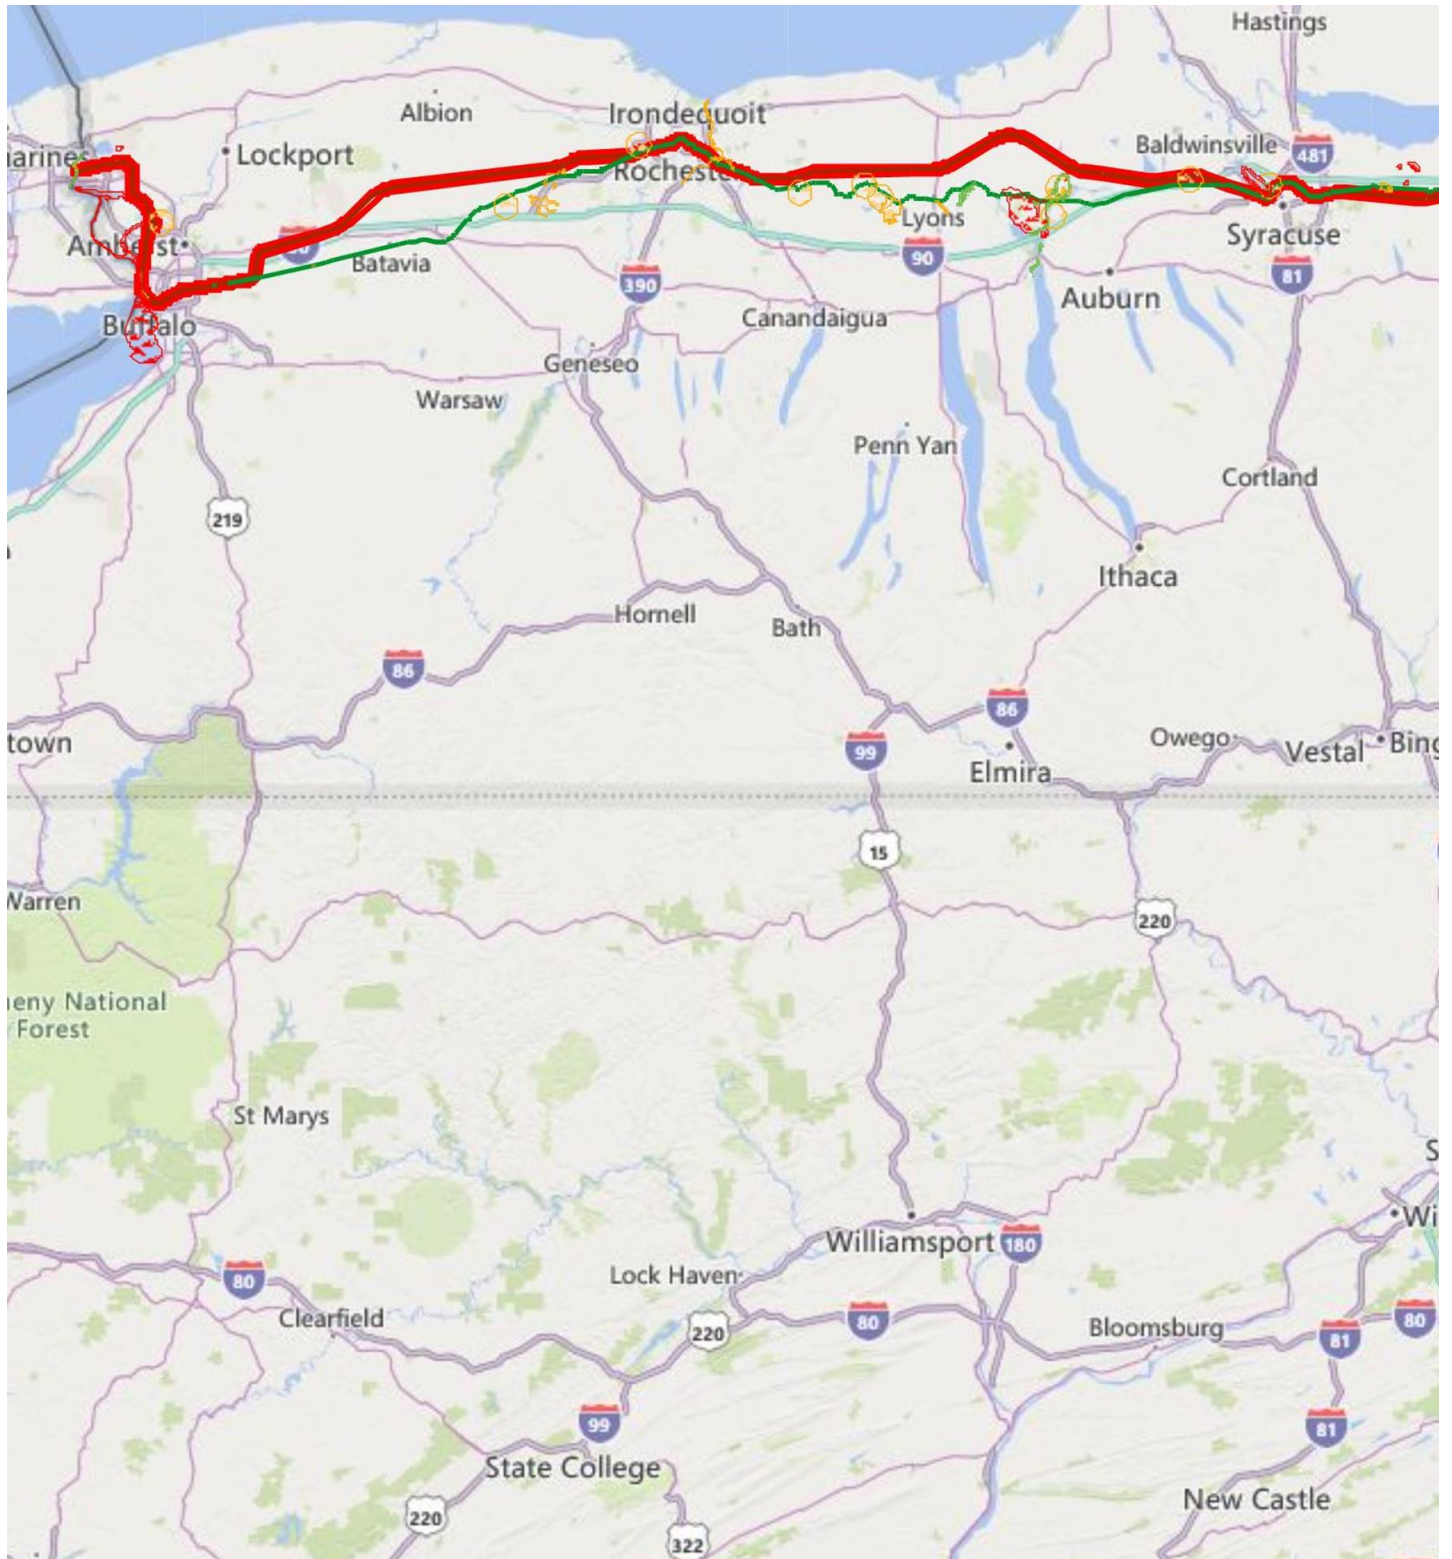 Hastings
Irondequoit
Albion
arines
Lockport
Baldwinsville
481
Rocheste
Lyons
Amherst
Syracuse
Batavia
90
390
81
Auburn
Canandaigua
Buffalo
Geneseo
Warsaw
Penn Yan
Cortland
219
Ithaca
Hornell
Bath
86
86
town
99
Owego
Vestal
Bing
Elmira
15
Warren
220
eny National
Forest
St Marys
S
Williamsport
180
Wi
Lock Haven
80
Clearfield
220
80
Bloomsburg
81
80
99
81
State College
New Castle
220
322